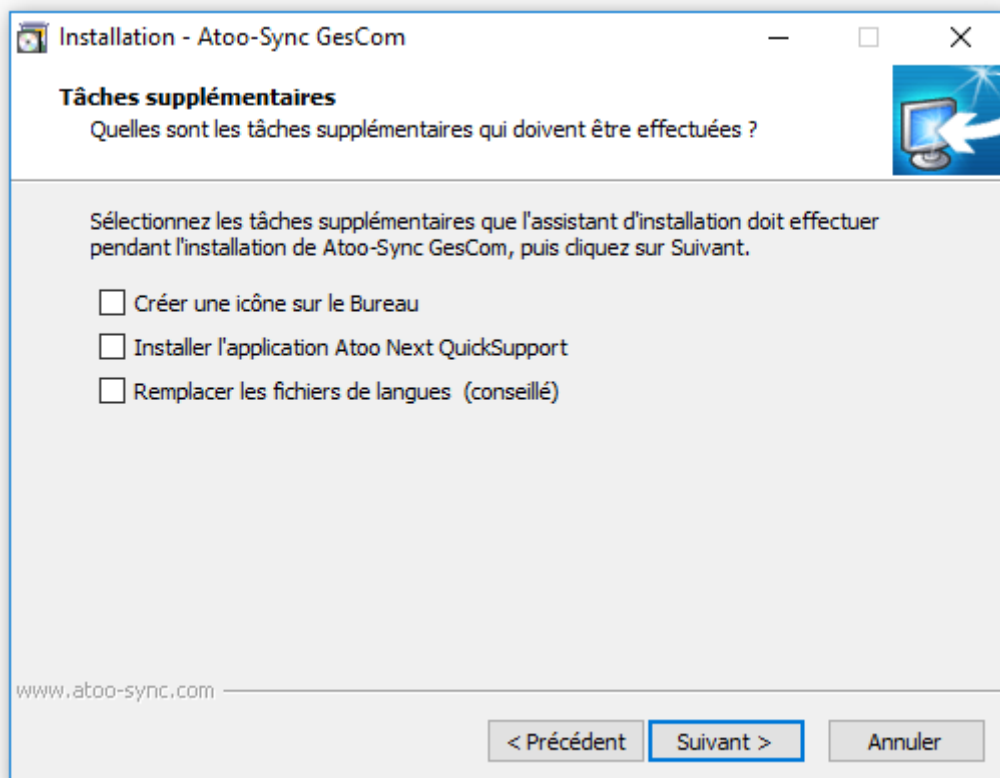 Installation - Atoo-Sync GesCom
Tâches supplémentaires
Quelles sont les tâches supplémentaires qui doivent être effectuées ?
Sélectionnez les tâches supplémentaires que l'assistant d'installation doit effectuer
pendant l'installation de Atoo-Sync GesCom, puis cliquez sur Suivant.
Créer une icône sur le Bureau
Installer l'application Atoo Next QuickSupport
Remplacer les fichiers de langues (conseillé)
www.atoo-sync.com
< Précédent Suivant > Annuler